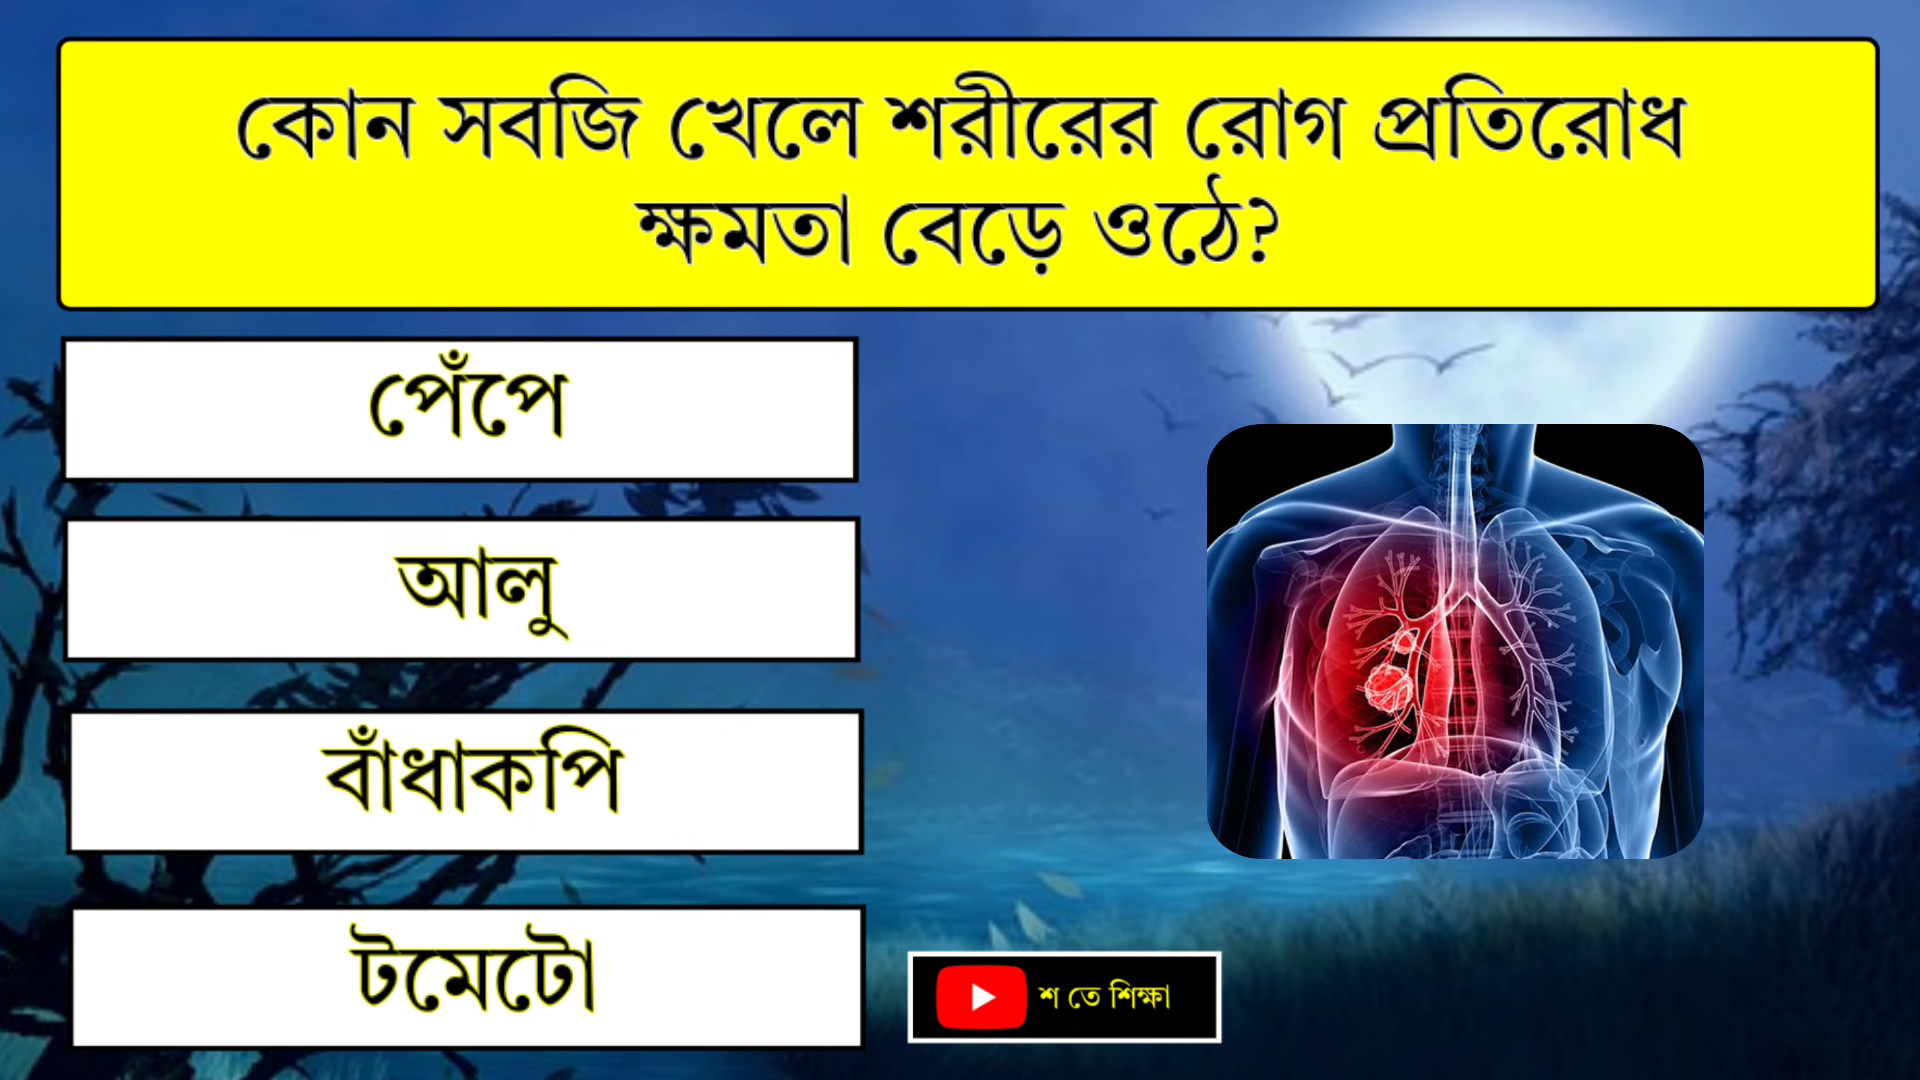 কোন সবজি খেলে শরীরের রোগ প্রতিরোধ
ক্ষমতা বেড়ে ওঠে?
পেঁপে
আলু
বাঁধাকপি
টমেটো
শ তে শিক্ষা